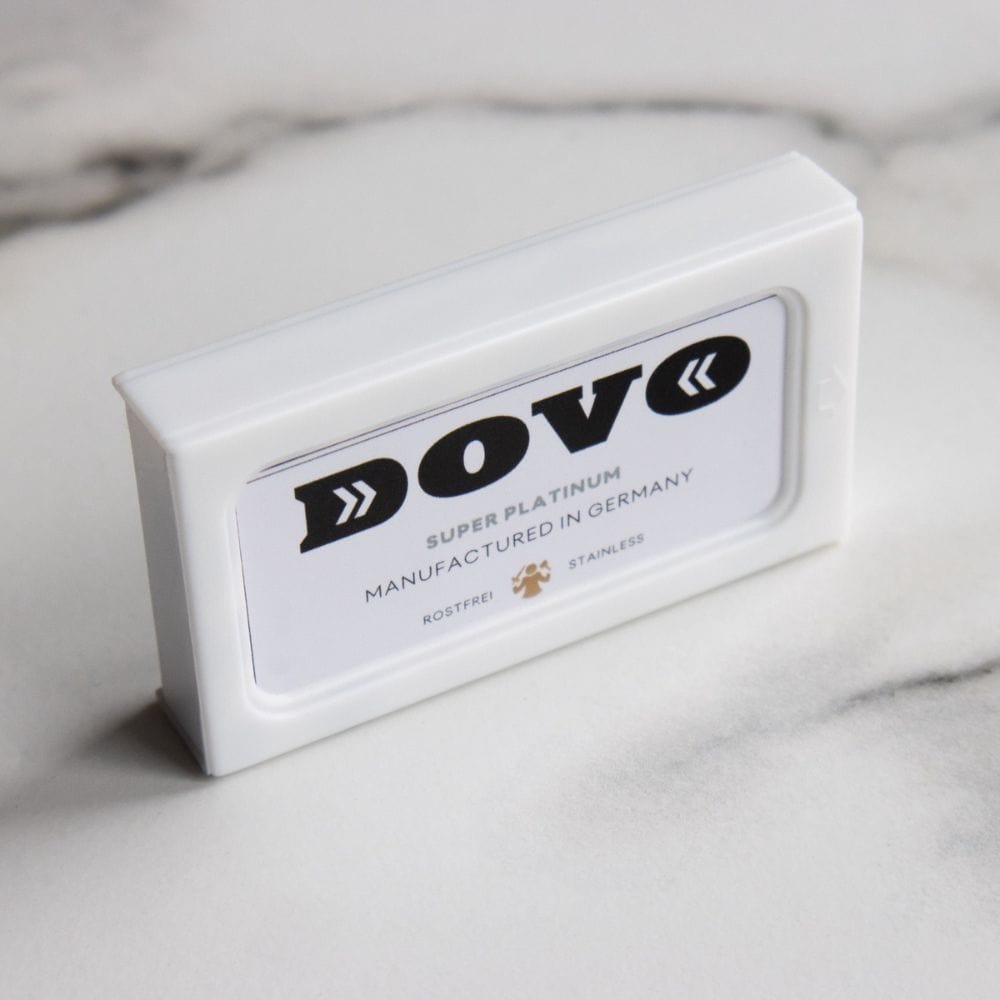 DOVO
SUPER PLATINUM
MANUFACTURED IN GERMANY
ROSTFREI STAINLESS